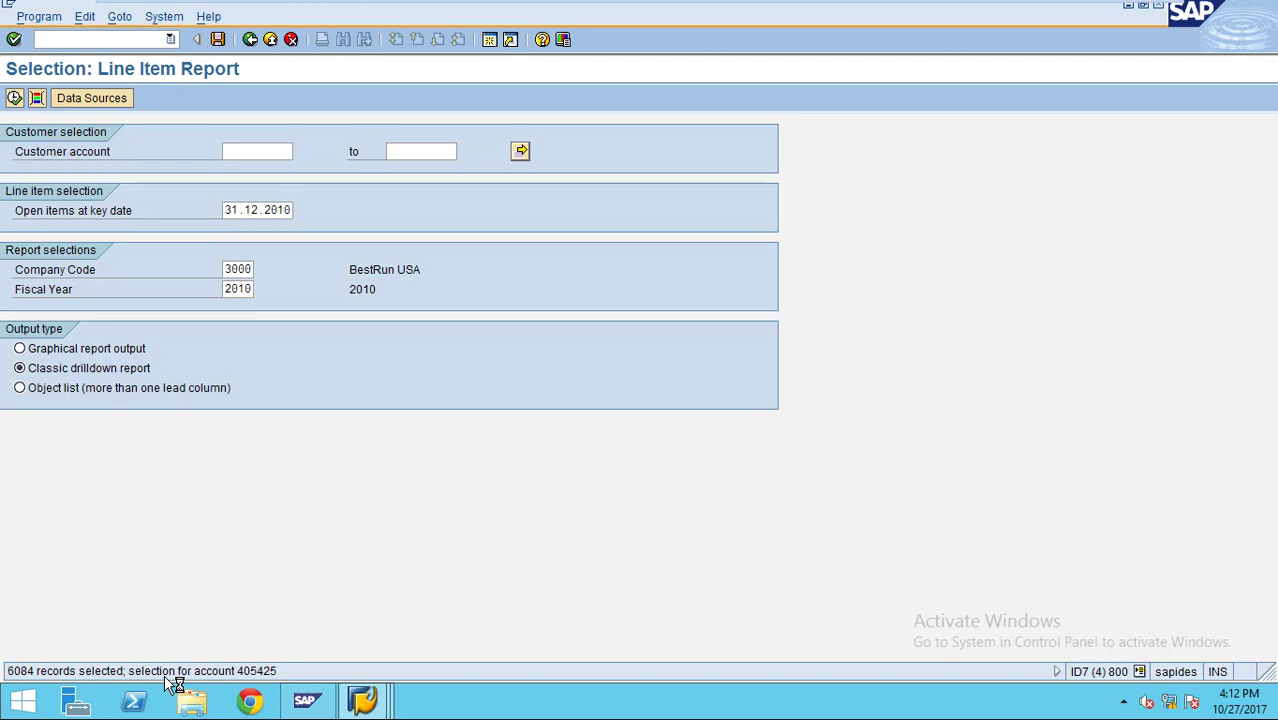 Program Edit Goto System Help
SAP
Selection: Line Item Report
Data Sources
Customer selection
Customer account to
Line item selection
Open items at key date 31.12.2010
Report selections
Company Code 3000 BestRun USA
Fiscal Year 2010 2010
Output type
Graphical report output
Classic drilldown report
Object list (more than one lead column)
Activate Windows
Go to System in Control Panel to activate Windows.
6084 records selected; selection for account 405425 ID7 (4) 800 sapides INS
SAP 4:12 PM
10/27/2017